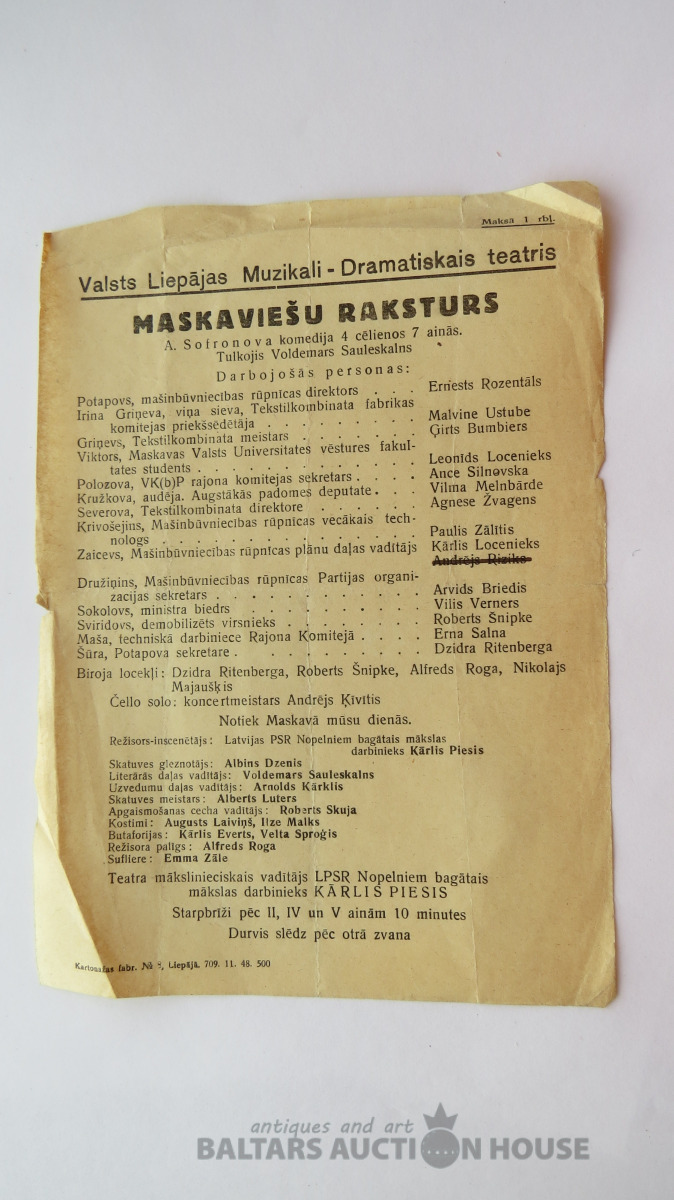 Maksā 1 rbļ.
Valsts Liepājas Muzikali - Dramatiskais teatris
MASKAVIEŠU RAKSTURS
A. Sofronova komedija 4 cēlienos 7 ainās.
Tulkojis Voldemars Sauleskalns
Darbojošās personas:
Potapovs, mašinbūvniecības rūpnīcas direktors . . . Ernests Rozentāls
Irina Griņeva, viņa sieva, Tekstilkombinata fabrikas
komitejas priekšsēdētāja . . . . . . . . Malvine Ustube
Griņevs, Tekstilkombinata meistars . . . . . . . Ģirts Bumbiers
Viktors, Maskavas Valsts Universitates vēstures fakul-
tates students . . . . . . . . . . . . Leonīds Locenieks
Polozova, VK(b)P rajona komitejas sekretars . . . . Ance Silnovska
Kružkova, audēja. Augstākās padomes deputate . . . Vilma Melnbārde
Severova, Tekstilkombinata direktore . . . . . . Agnese Žvagens
Krivošejins, Mašinbūvniecības rūpnīcas vecākais tech-
nologs . . . . . . . . . . . . . . Paulis Zālītis
Zaicevs, Mašinbūvniecības rūpnīcas plānu daļas vadītājs Kārlis Locenieks
Andrējs Rizika
Družiņins, Mašinbūvniecības rūpnīcas Partijas organi-
zacijas sekretars . . . . . . . . . . . Arvids Briedis
Sokolovs, ministra biedrs . . . . . . . . . Vilis Verners
Sviridovs, demobilizēts virsnieks . . . . . . . Roberts Šnipke
Maša, techniskā darbiniece Rajona Komitejā . . . . Erna Salna
Šūra, Potapova sekretare . . . . . . . . . Dzidra Ritenberga
Biroja locekļi: Dzidra Ritenberga, Roberts Šnipke, Alfreds Roga, Nikolajs
Majauškis
Čello solo: koncertmeistars Andrējs Ķivītis
Notiek Maskavā mūsu dienās.
Režisors-inscenētājs: Latvijas PSR Nopelniem bagātais mākslas
darbinieks Kārlis Piesis
Skatuves gleznotājs: Albins Dzenis
Literārās daļas vadītājs: Voldemars Sauleskalns
Uzvedumu daļas vadītājs: Arnolds Kārklis
Skatuves meistars: Alberts Luters
Apgaismošanas cecha vadītājs: Roberts Skuja
Kostimi: Augusts Laiviņš, Ilze Malks
Butaforijas: Kārlis Everts, Velta Sproģis
Režisora palīgs: Alfreds Roga
Sufliere: Emma Zāle
Teatra mākslinieciskais vadītājs LPSR Nopelniem bagātais
mākslas darbinieks KĀRLIS PIESIS
Starpbrīži pēc II, IV un V ainām 10 minutes
Durvis slēdz pēc otrā zvana
Kartonažas fabr. № 8, Liepājā. 709. 11. 48. 500
antiques and art
BALTARS AUCTION HOUSE